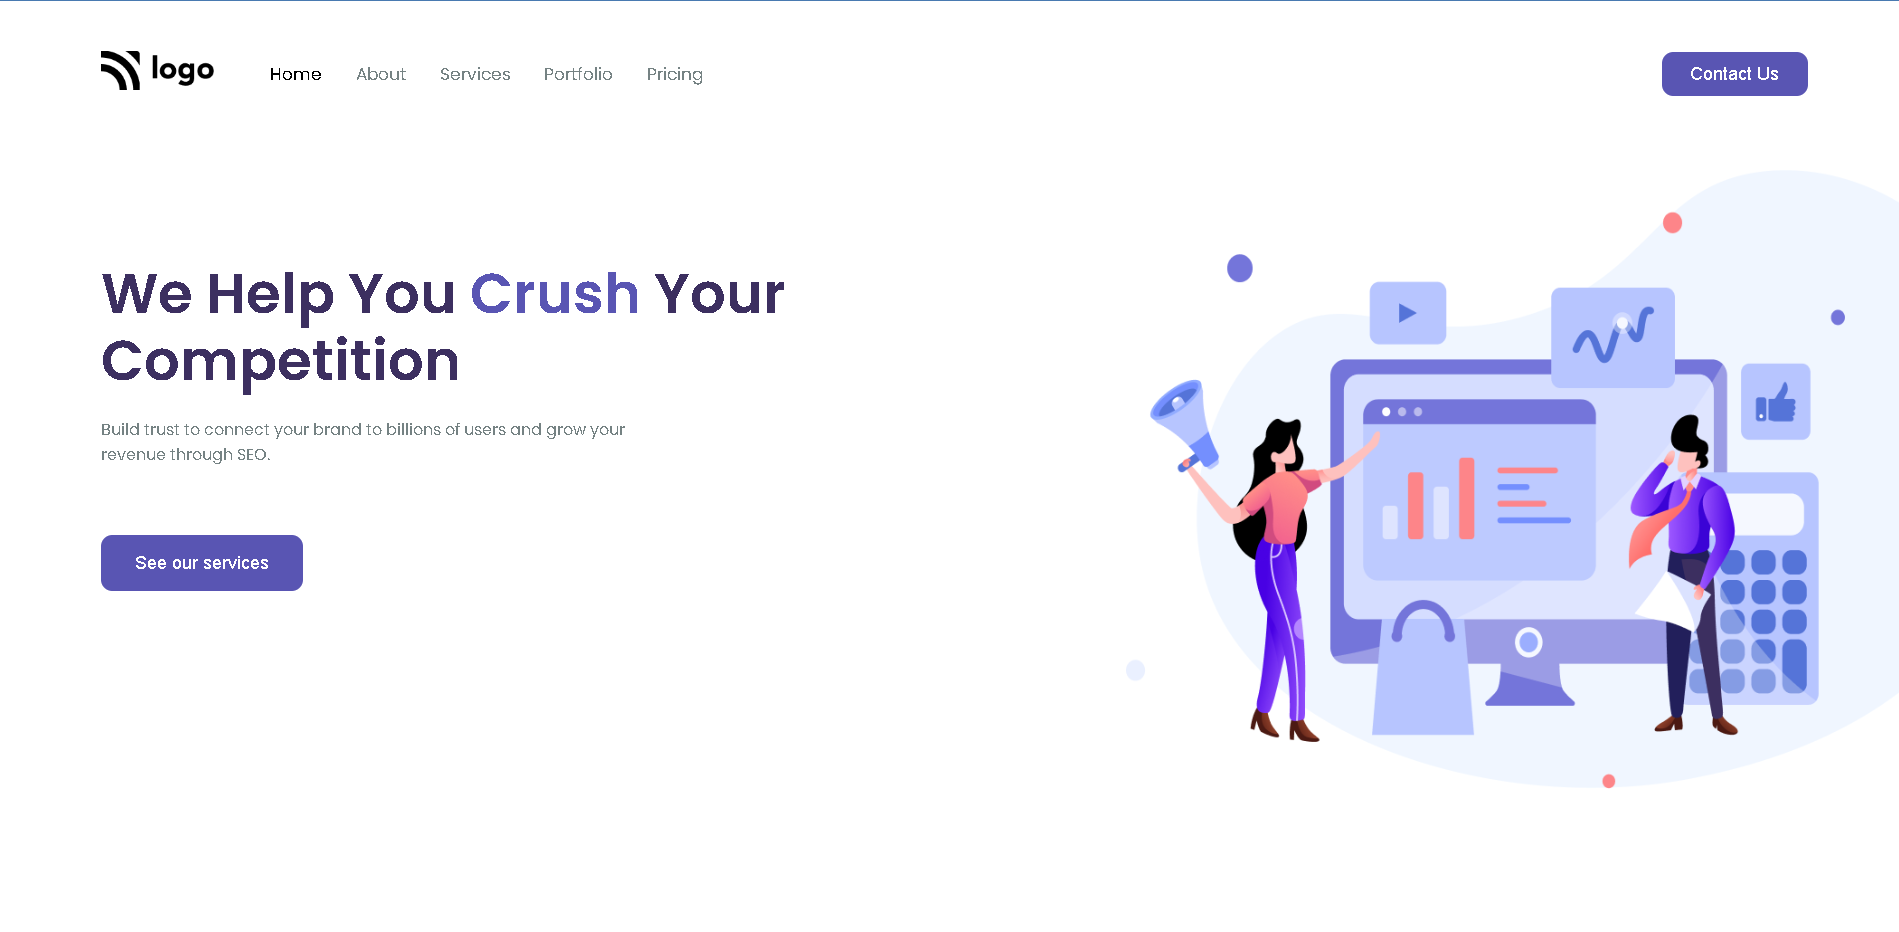 logo
Home About Services Portfolio Pricing
Contact Us
We Help You Crush Your
Competition
Build trust to connect your brand to billions of users and grow your
revenue through SEO.
See our services